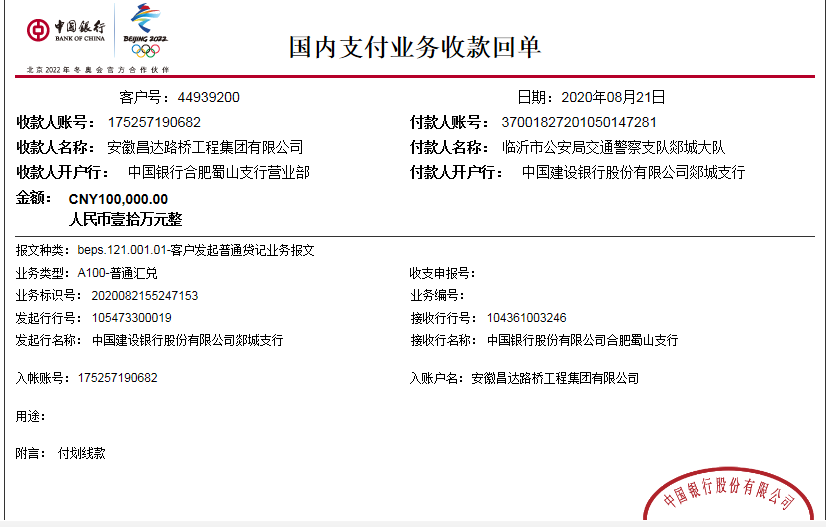 中国银行
BANK OF CHINA
BEIJING 2022
北京2022年冬奥会官方合作伙伴
国内支付业务收款回单
客户号：44939200 日期：2020年08月21日
收款人账号：175257190682 付款人账号：37001827201050147281
收款人名称：安徽昌达路桥工程集团有限公司 付款人名称：临沂市公安局交通警察支队郯城大队
收款人开户行：中国银行合肥蜀山支行营业部 付款人开户行：中国建设银行股份有限公司郯城支行
金额：CNY100,000.00
人民币壹拾万元整
报文种类：beps.121.001.01-客户发起普通贷记业务报文
业务类型：A100-普通汇兑 收支申报号：
业务标识号：2020082155247153 业务编号：
发起行行号：105473300019 接收行行号：104361003246
发起行名称：中国建设银行股份有限公司郯城支行 接收行名称：中国银行股份有限公司合肥蜀山支行
入帐账号：175257190682 入账户名：安徽昌达路桥工程集团有限公司
用途：
附言：付划线款
中国银行股份有限公司